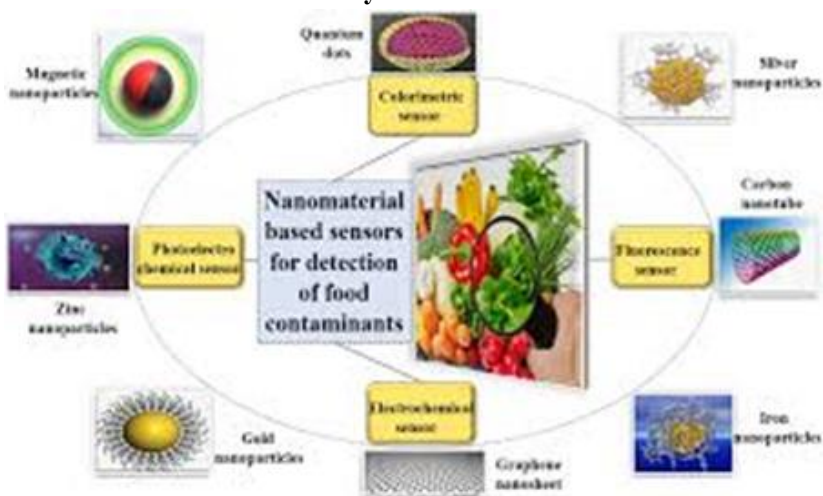 Quantum
dots
Colorimetric
sensor
Magnetic
nanoparticles
Silver
nanoparticles
Nanomaterial
based sensors
for detection
of food
contaminants
Carbon
nanotube
Photoelectro
chemical sensor
Fluorescence
sensor
Zinc
nanoparticles
Electrochemical
sensor
Gold
nanoparticles
Graphene
nanosheet
Iron
nanoparticles